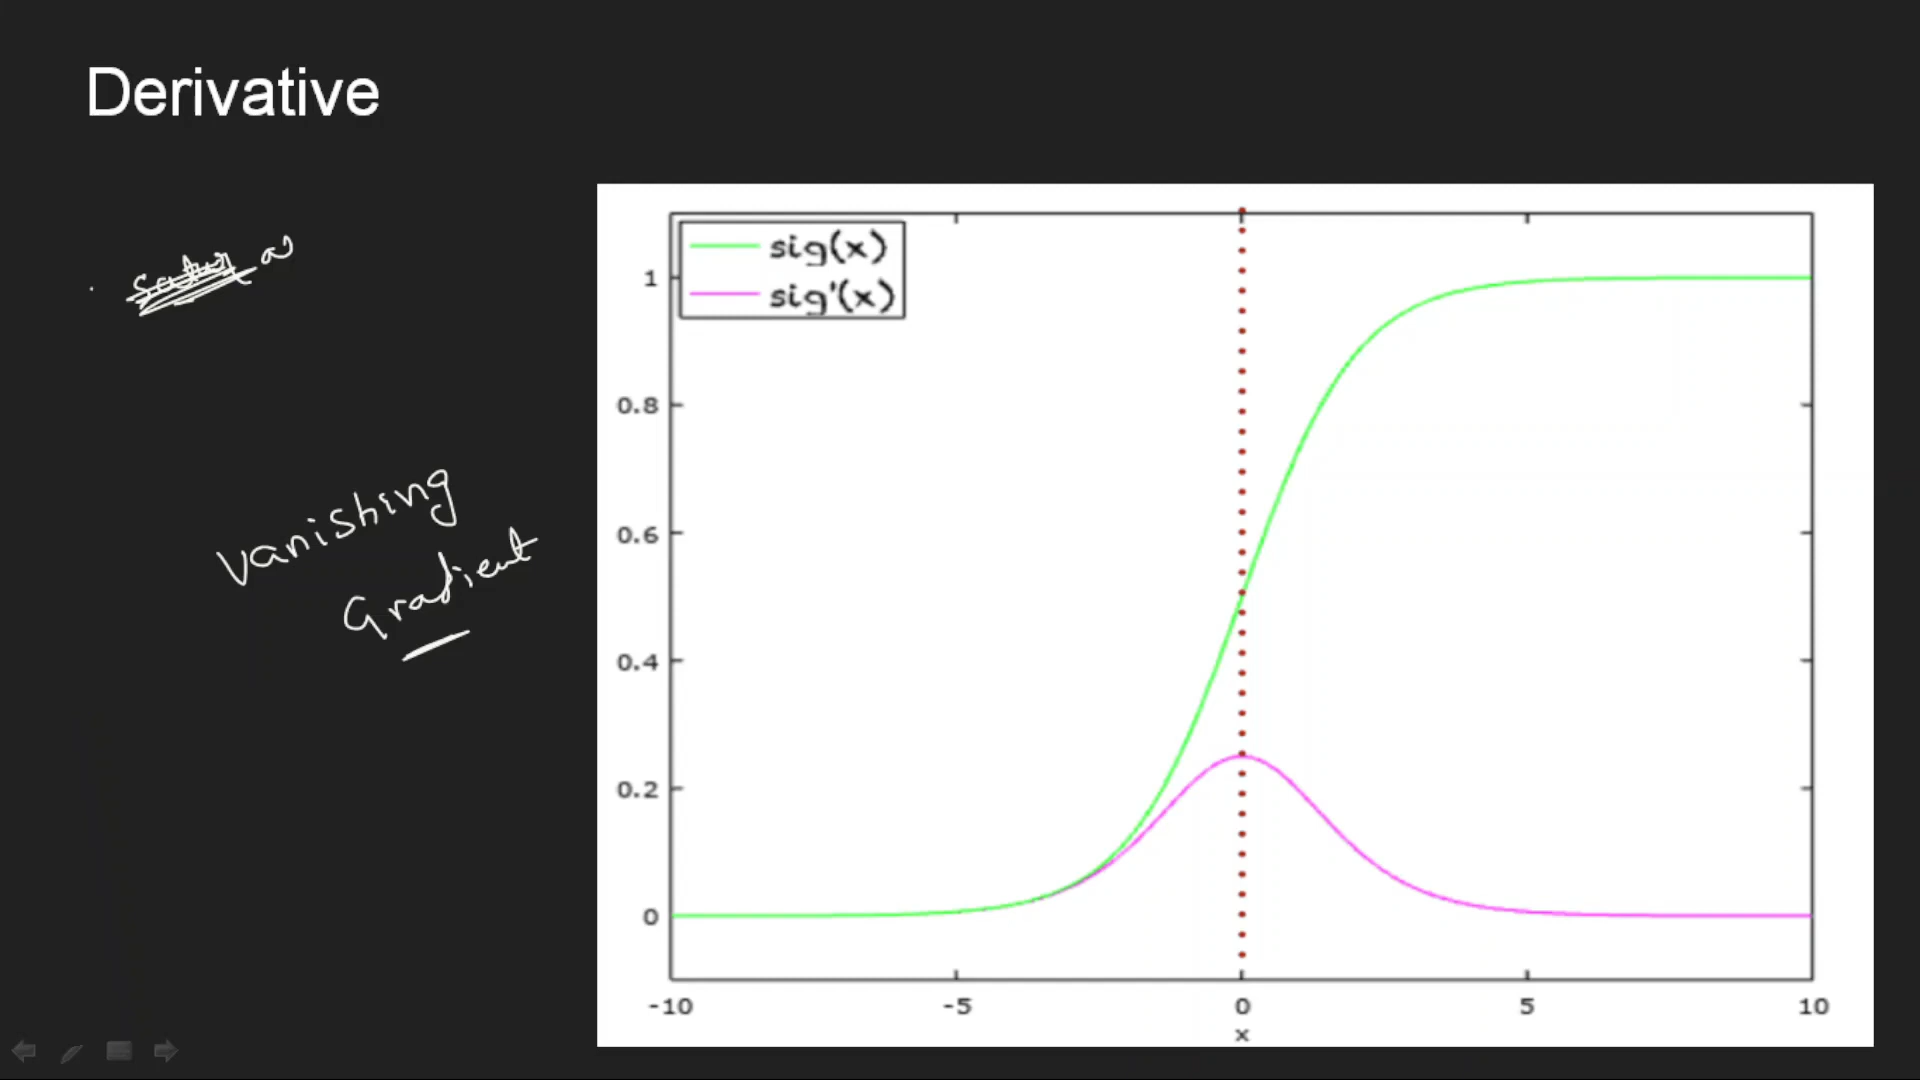 Derivative
Vanishing
Gradient
sig(x)
sig'(x)
1
0.8
0.6
0.4
0.2
0
-10 -5 0 5 10
x